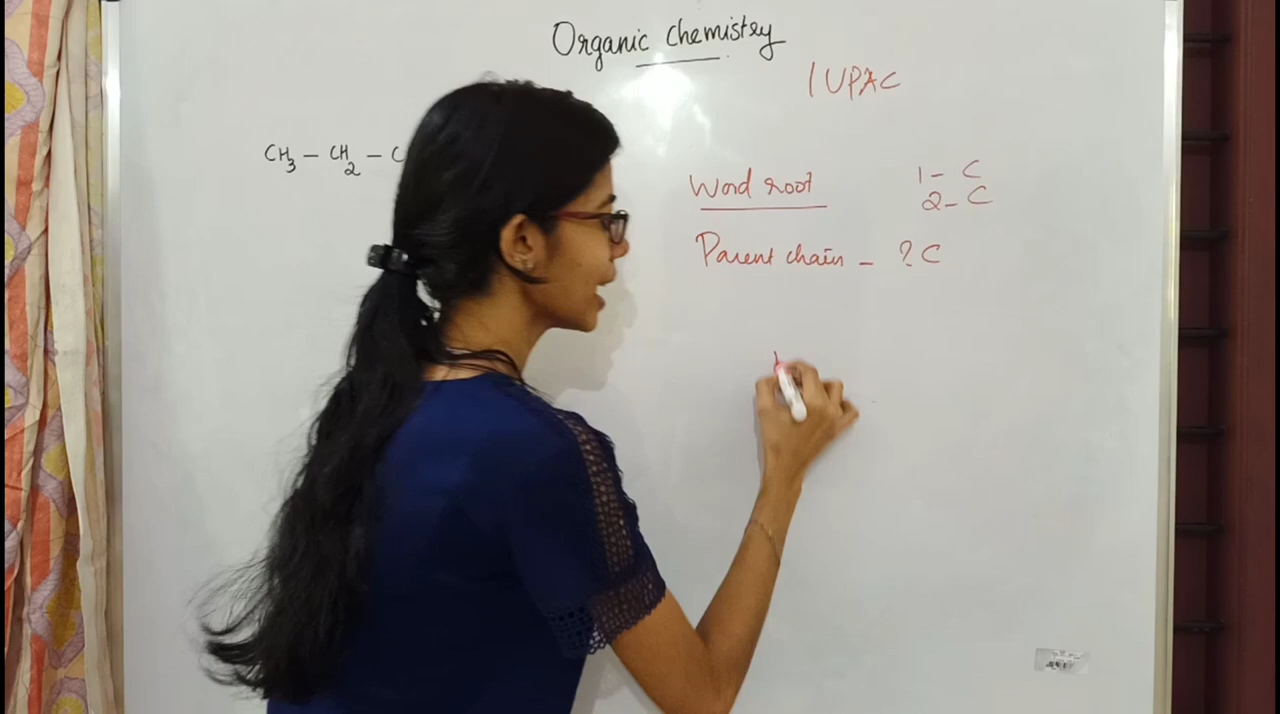 Organic Chemistry
IUPAC
CH3 – CH2 – C
Word root
1 – C
2 – C
Parent chain – ? C